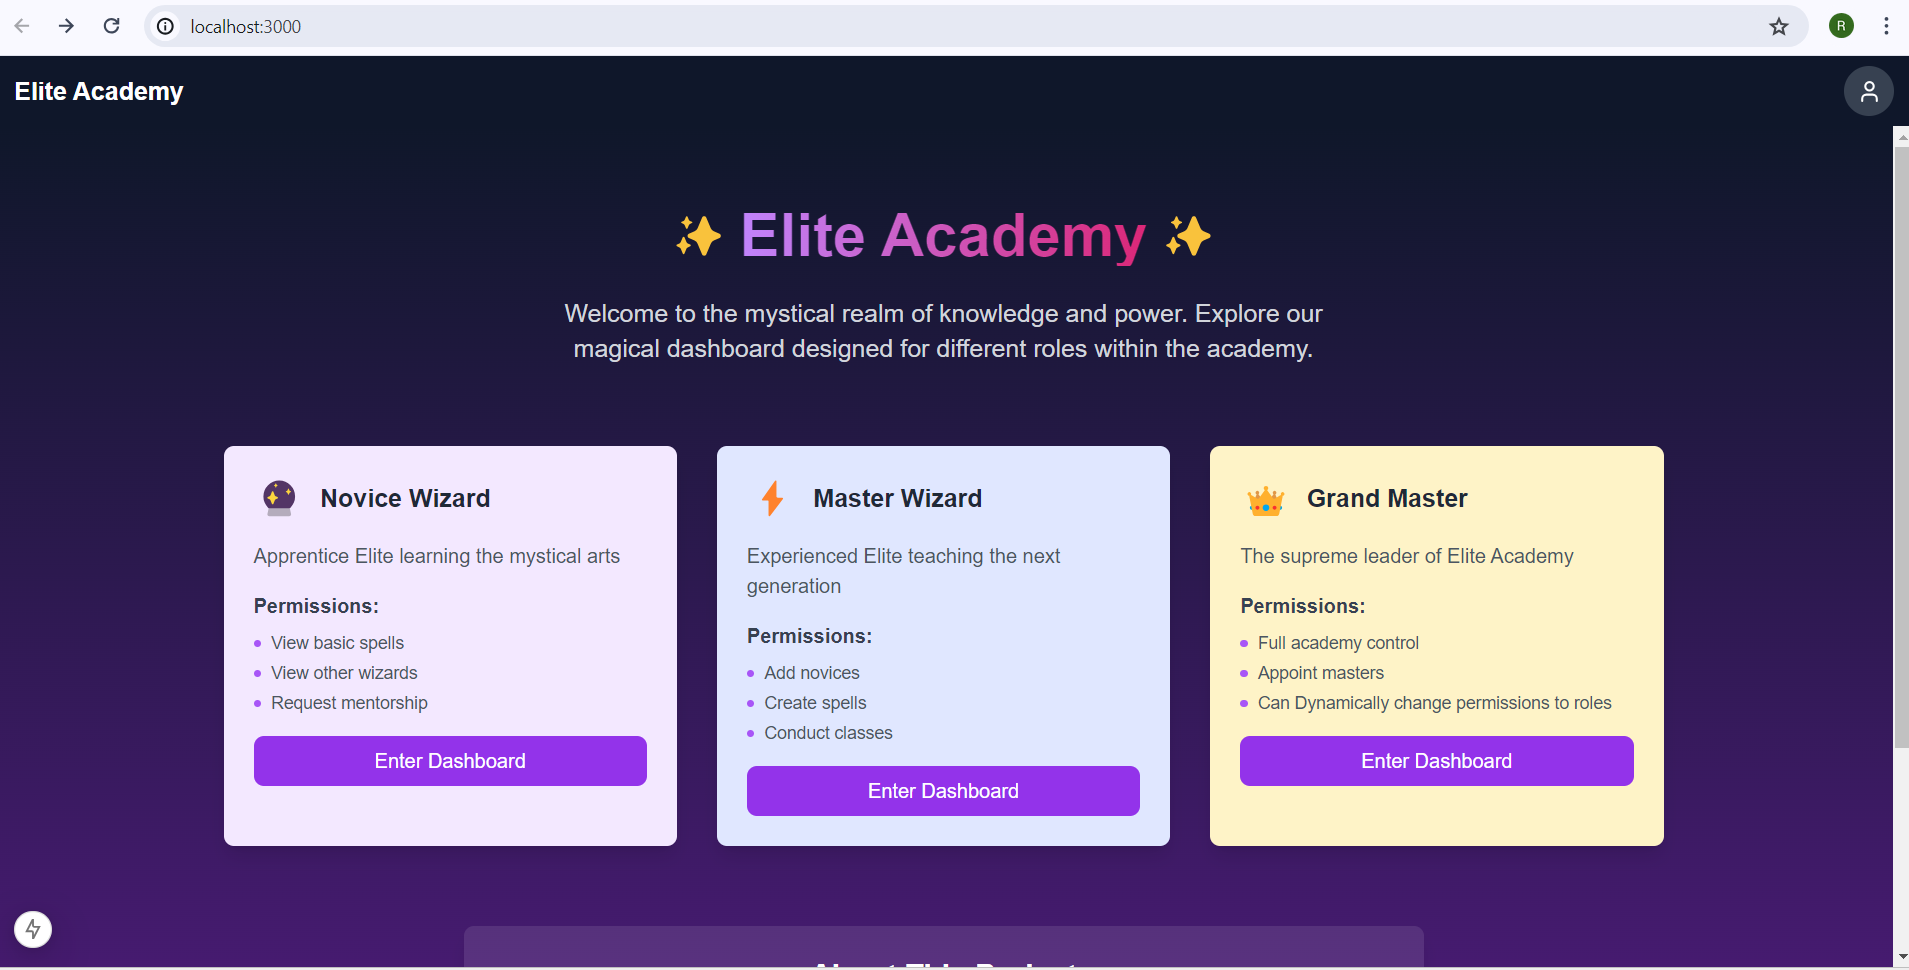 localhost:3000
R
Elite Academy
✨ Elite Academy ✨
Welcome to the mystical realm of knowledge and power. Explore our
magical dashboard designed for different roles within the academy.
Novice Wizard
Apprentice Elite learning the mystical arts
Permissions:
View basic spells
View other wizards
Request mentorship
Enter Dashboard
Master Wizard
Experienced Elite teaching the next
generation
Permissions:
Add novices
Create spells
Conduct classes
Enter Dashboard
Grand Master
The supreme leader of Elite Academy
Permissions:
Full academy control
Appoint masters
Can Dynamically change permissions to roles
Enter Dashboard